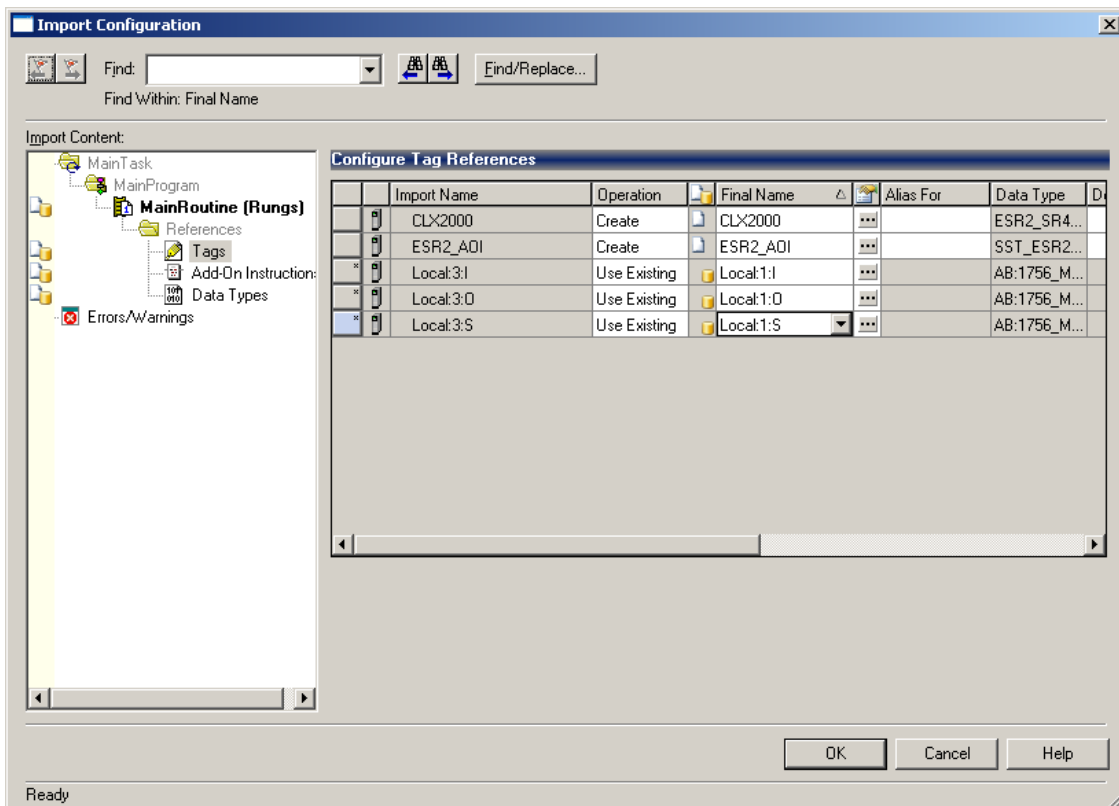 Import Configuration
Find:
Find/Replace...
Find Within: Final Name
Import Content:
MainTask
MainProgram
MainRoutine (Rungs)
References
Tags
Add-On Instruction:
Data Types
Errors/Warnings
Configure Tag References
Import Name Operation Final Name Alias For Data Type De
CLX2000 Create CLX2000 ... ESR2_SR4...
ESR2_AOI Create ESR2_AOI ... SST_ESR2...
* Local:3:I Use Existing Local:1:I ... AB:1756_M...
* Local:3:O Use Existing Local:1:O ... AB:1756_M...
* Local:3:S Use Existing Local:1:S ... AB:1756_M...
OK Cancel Help
Ready